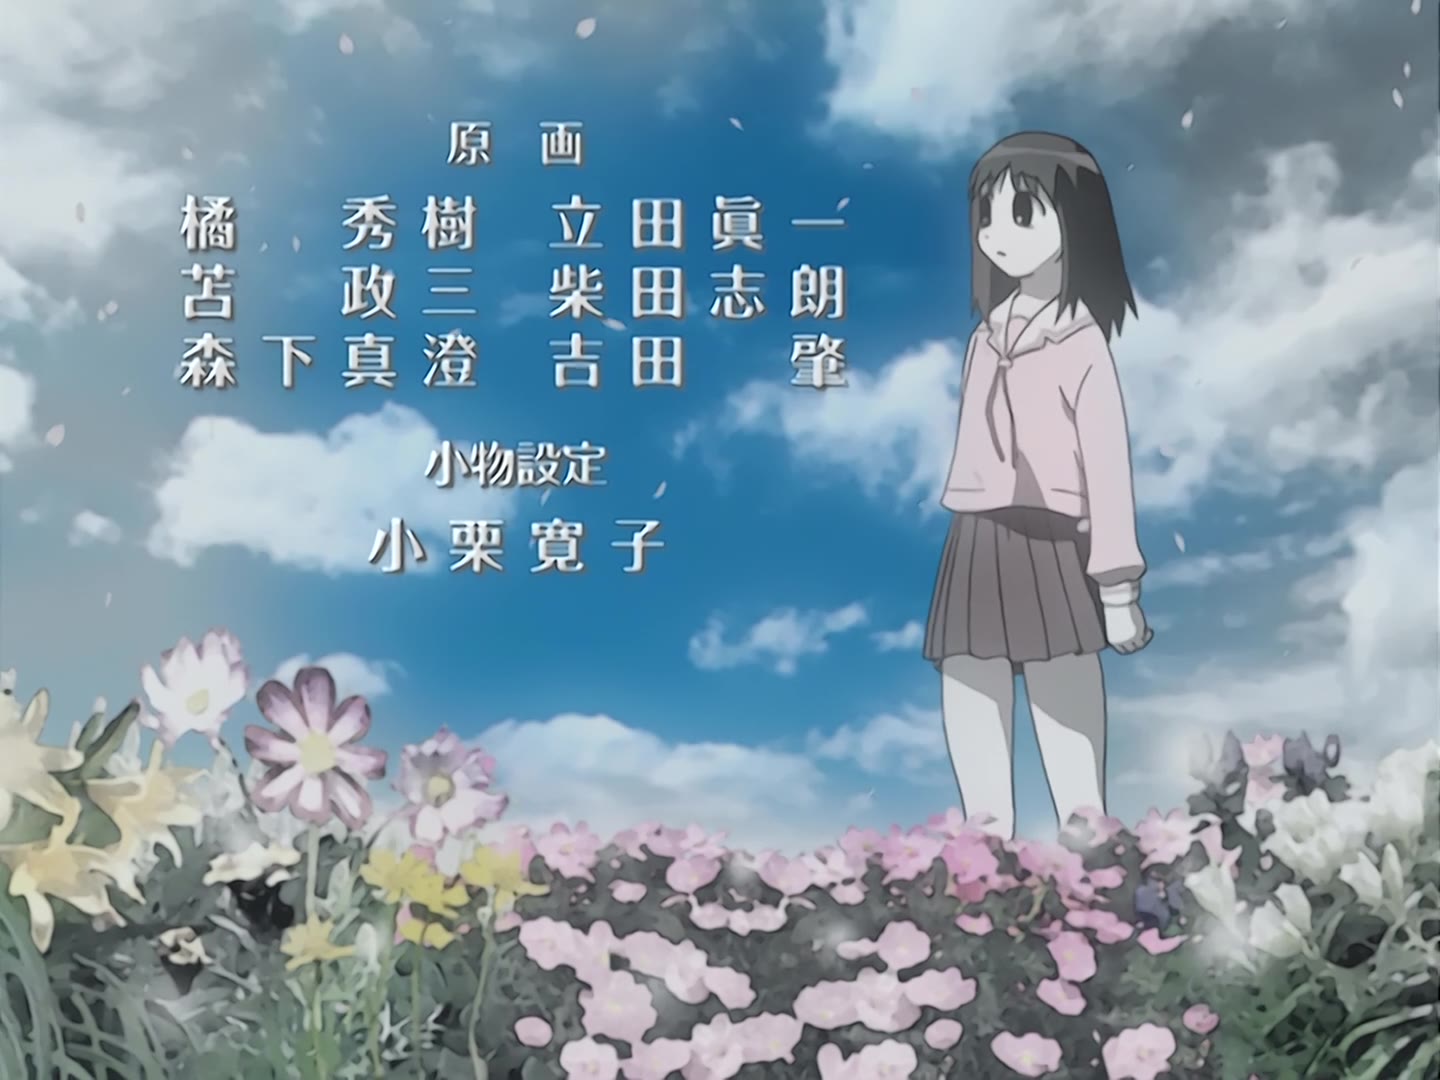 原画
橘秀樹 立田眞一
苫政三 柴田志朗
森下真澄 吉田肇
小物設定
小栗寛子